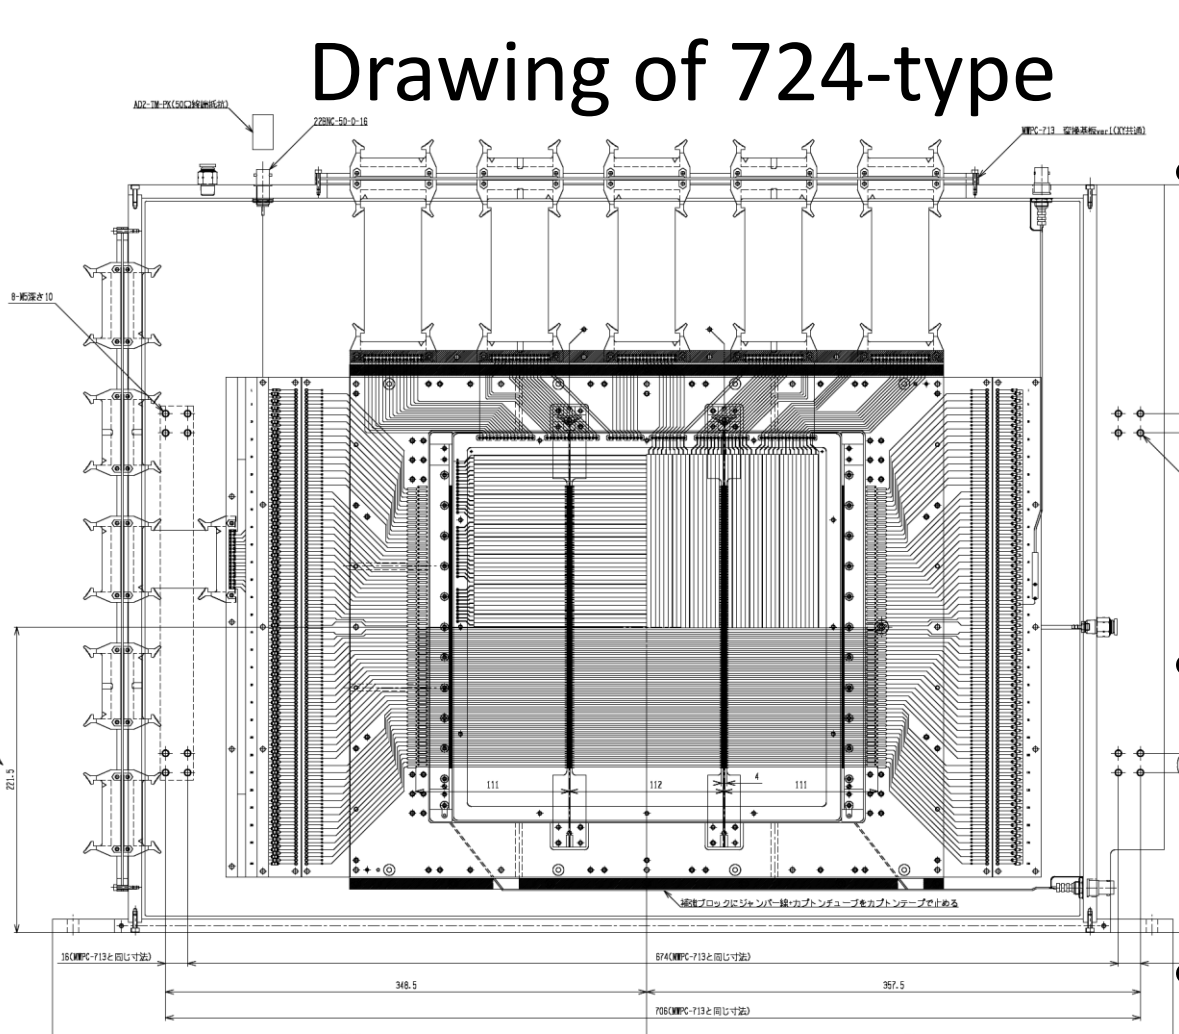 Drawing of 724-type
AD2-TM-PX(50Ω終端抵抗)
22BNC-50-0-16
MWPC-713 変換基板ver1(XY共通)
8-M5深さ10
221.5
111
112
4
111
補強ブロックにジャンパー線・カプトンチューブをカプトンテープで止める
16(MWPC-713と同じ寸法)
674(MWPC-713と同じ寸法)
348.5
357.5
706(MWPC-713と同じ寸法)